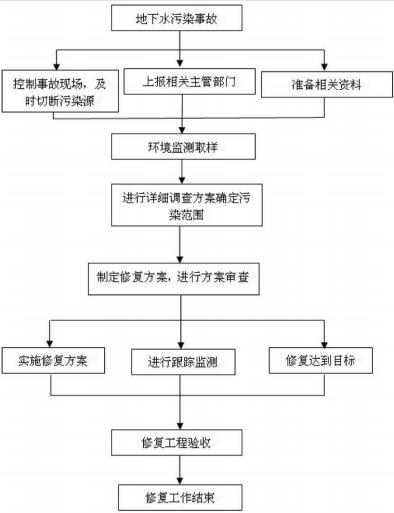 地下水污染事故
控制事故现场，及
时切断污染源
上报相关主管部门
准备相关资料
环境监测取样
进行详细调查方案确定污
染范围
制定修复方案，进行方案审查
实施修复方案
进行跟踪监测
修复达到目标
修复工程验收
修复工作结束